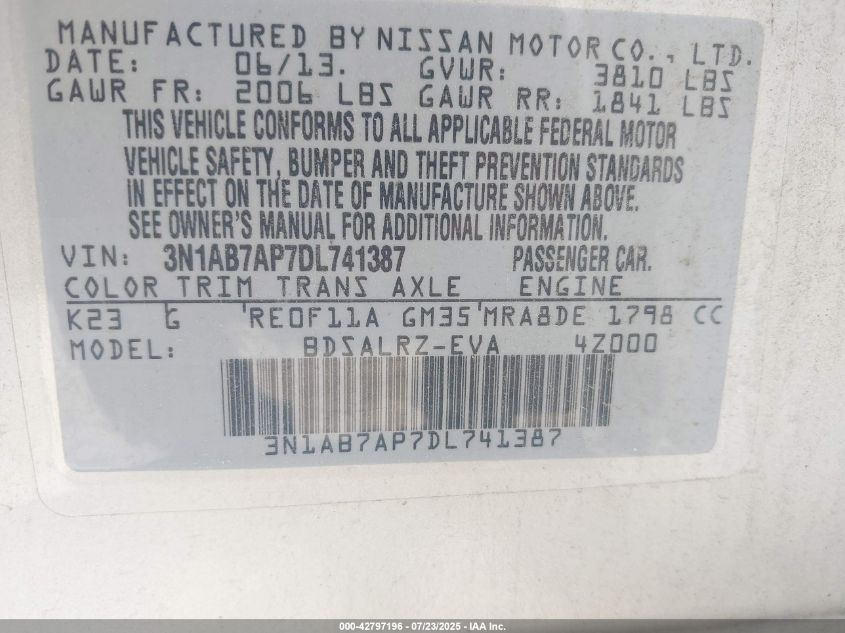 MANUFACTURED BY NISSAN MOTOR CO., LTD.
DATE: 06/13. GVWR: 3810 LBS
GAWR FR: 2006 LBS GAWR RR: 1841 LBS
THIS VEHICLE CONFORMS TO ALL APPLICABLE FEDERAL MOTOR
VEHICLE SAFETY, BUMPER AND THEFT PREVENTION STANDARDS
IN EFFECT ON THE DATE OF MANUFACTURE SHOWN ABOVE.
SEE OWNER'S MANUAL FOR ADDITIONAL INFORMATION.
VIN: 3N1AB7AP7DL741387 PASSENGER CAR.
COLOR TRIM TRANS AXLE ENGINE
K23 G 'RE0F11A GM35'MRA8DE 1798 CC
MODEL: BDSALRZ-EVA 4Z000
3N1AB7AP7DL741387
000-42797196 - 07/23/2025 - IAA Inc.